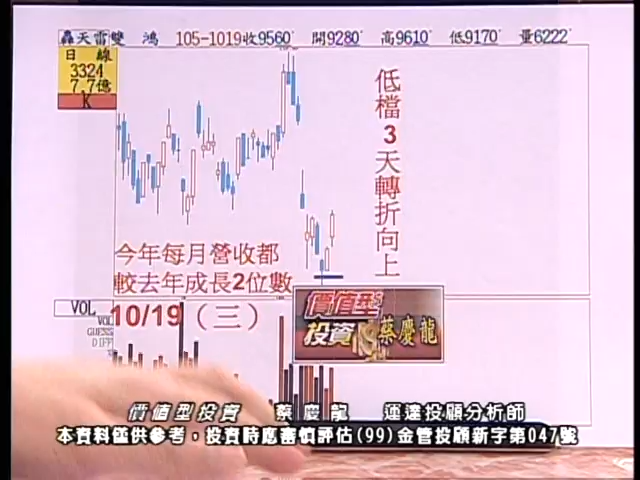 轟天雷雙 鴻 105-1019收9560 開9280 高9610 低9170 量6222
日 線
3324
7.7億
K
低檔3天轉折向上
今年每月營收都
較去年成長2位數
VOL
10/19（三）
VOL
價值型
投資
蔡慶龍
價值型投資 蔡慶龍 運達投顧分析師
本資料僅供參考，投資時應審慎評估(99)金管投顧新字第047號